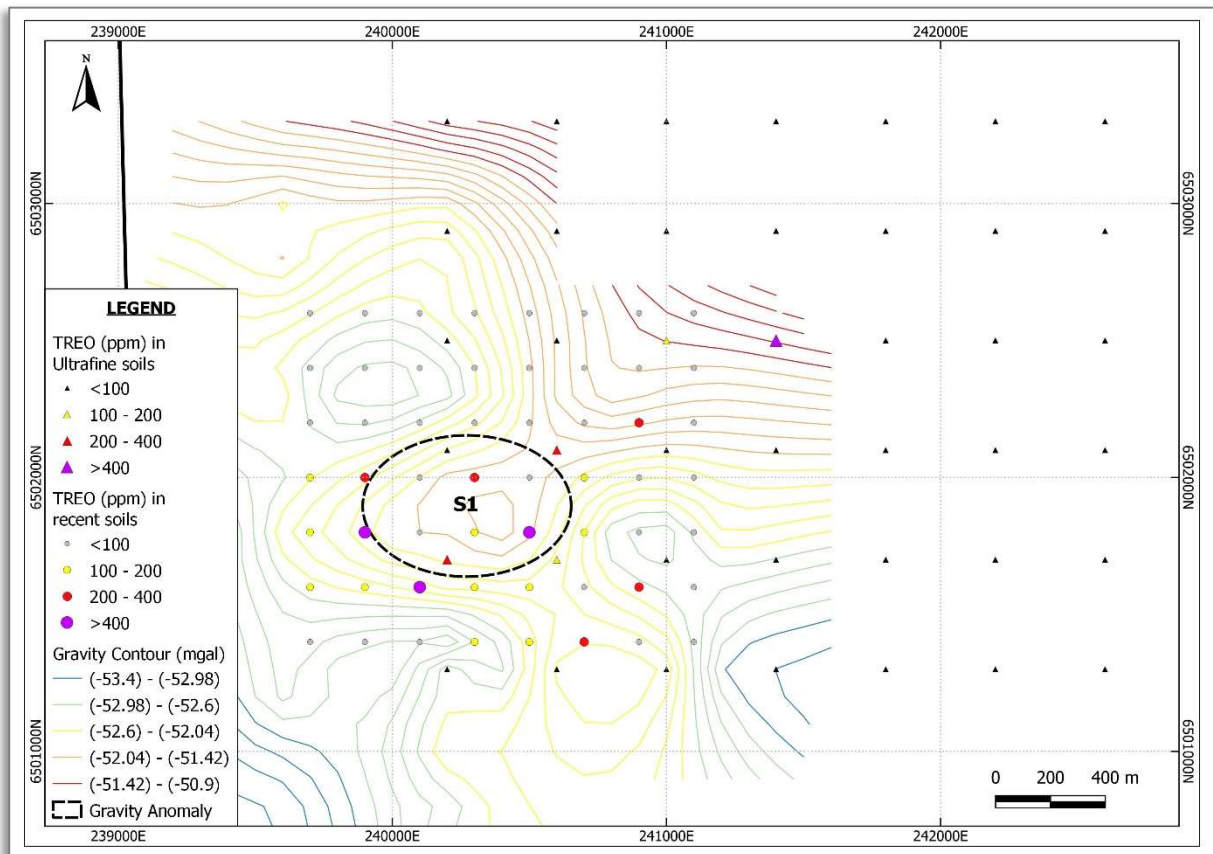 239000E 240000E 241000E 242000E
N
6503000N 6503000N
LEGEND
TREO (ppm) in
Ultrafine soils
<100
100 - 200
200 - 400
>400
TREO (ppm) in
recent soils
<100
100 - 200
200 - 400
>400
Gravity Contour (mgal)
(-53.4) - (-52.98)
(-52.98) - (-52.6)
(-52.6) - (-52.04)
(-52.04) - (-51.42)
(-51.42) - (-50.9)
Gravity Anomaly
6502000N
S1
6501000N
0 200 400 m
239000E 240000E 241000E 242000E